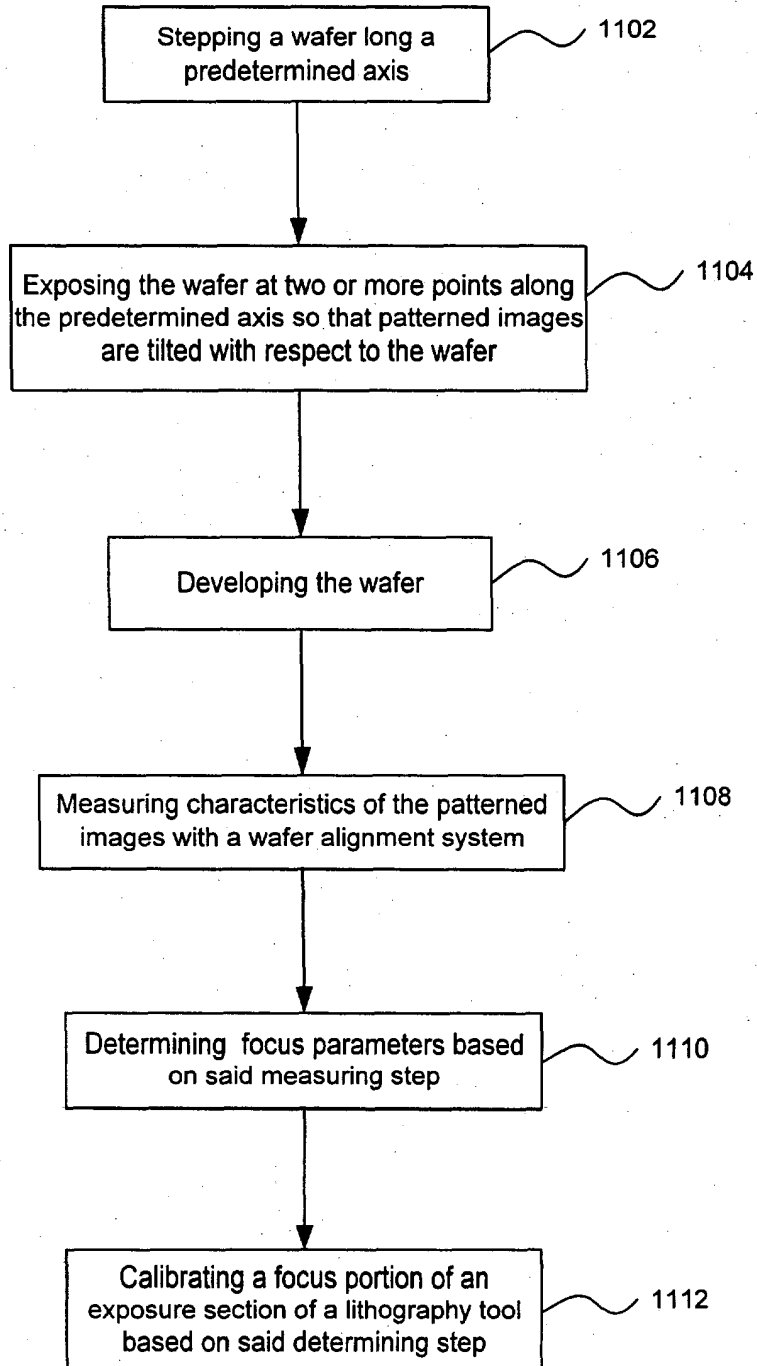 Stepping a wafer long a
predetermined axis
1102
Exposing the wafer at two or more points along
the predetermined axis so that patterned images
are tilted with respect to the wafer
1104
Developing the wafer
1106
Measuring characteristics of the patterned
images with a wafer alignment system
1108
Determining focus parameters based
on said measuring step
1110
Calibrating a focus portion of an
exposure section of a lithography tool
based on said determining step
1112